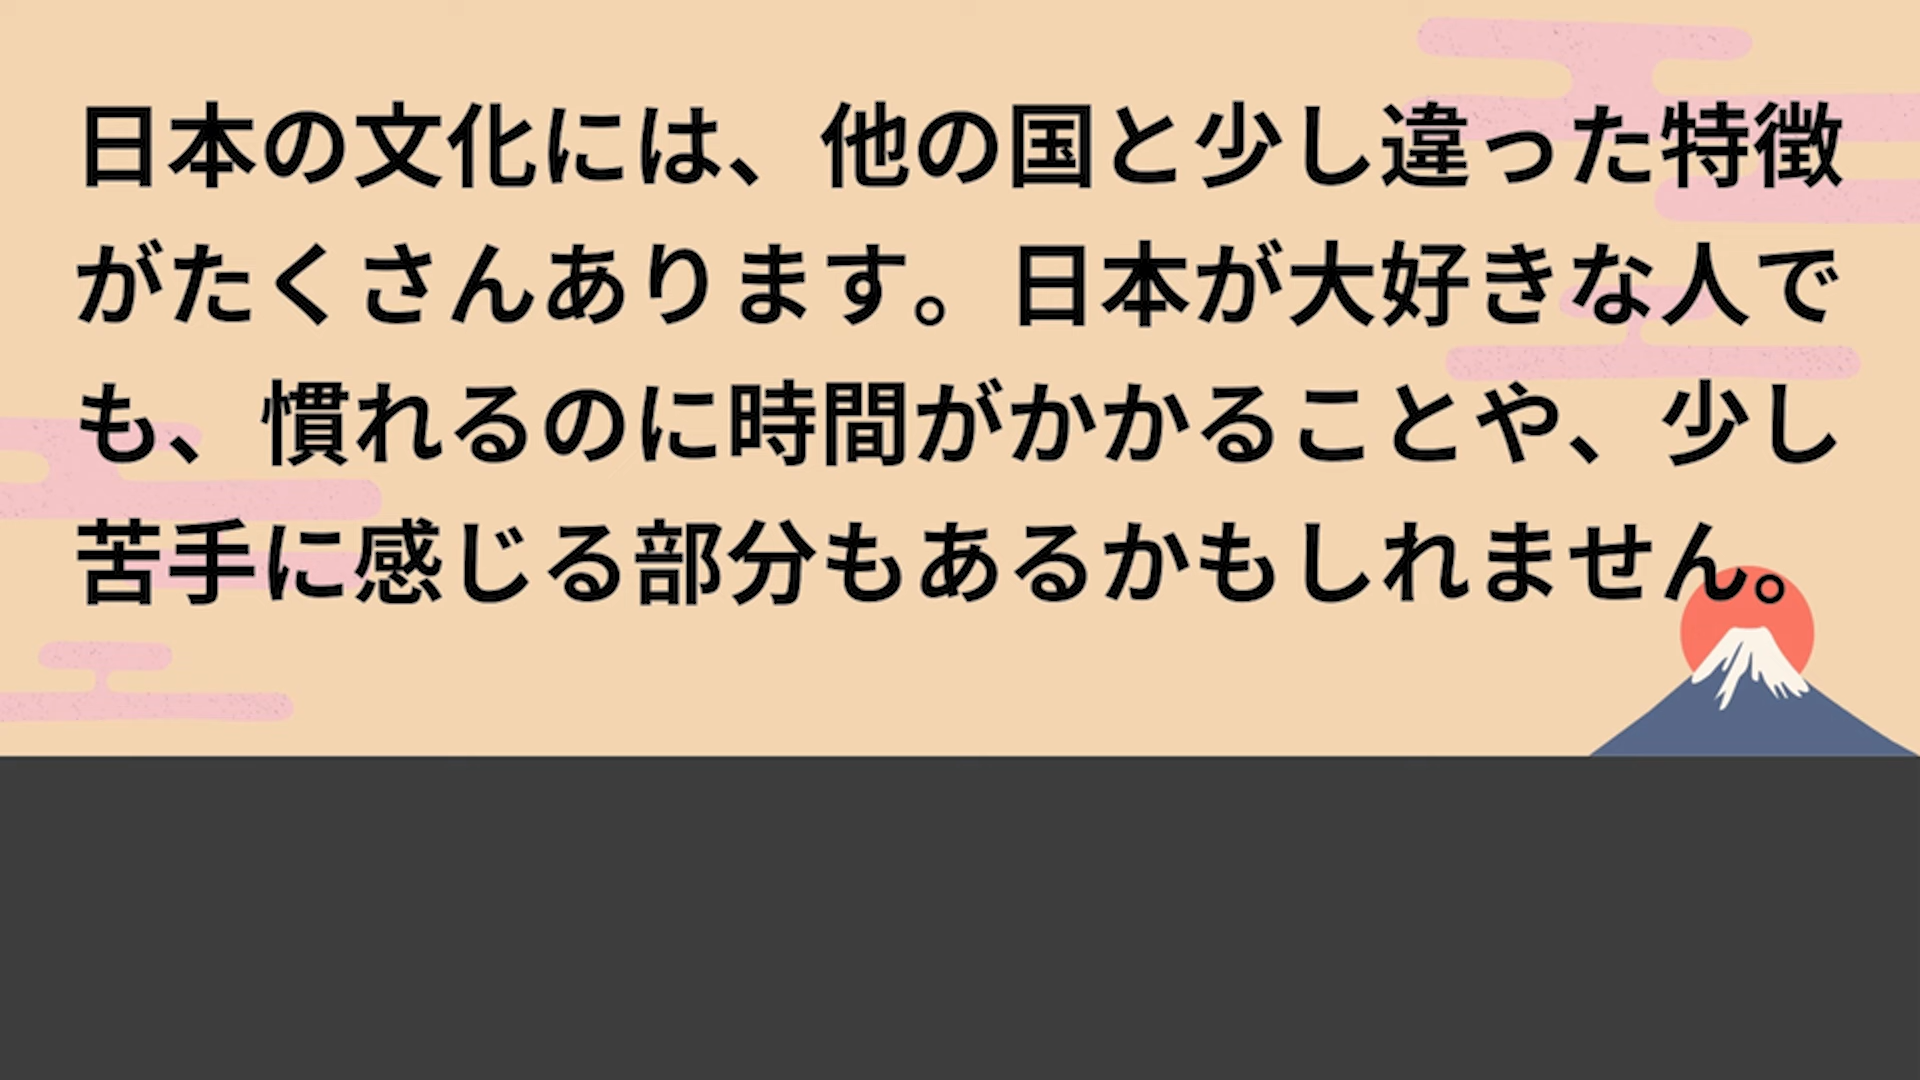 日本の文化には、他の国と少し違った特徴
がたくさんあります。日本が大好きな人で
も、慣れるのに時間がかかることや、少し
苦手に感じる部分もあるかもしれません。